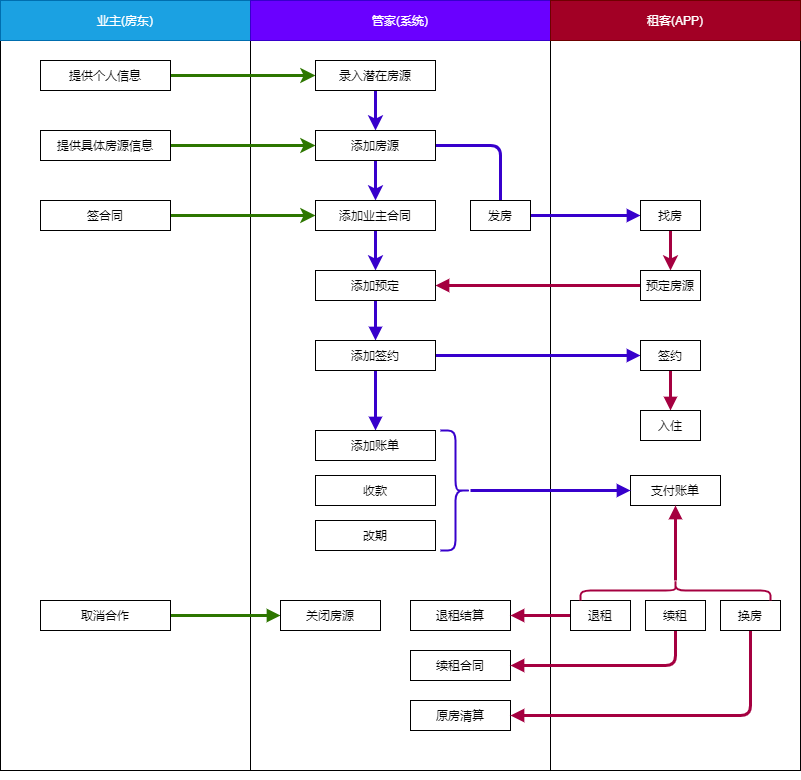 业主(房东)
管家(系统)
租客(APP)
提供个人信息
录入潜在房源
提供具体房源信息
添加房源
签合同
添加业主合同
发房
找房
添加预定
预定房源
添加签约
签约
入住
添加账单
收款
支付账单
改期
取消合作
关闭房源
退租结算
退租
续租
换房
续租合同
原房清算